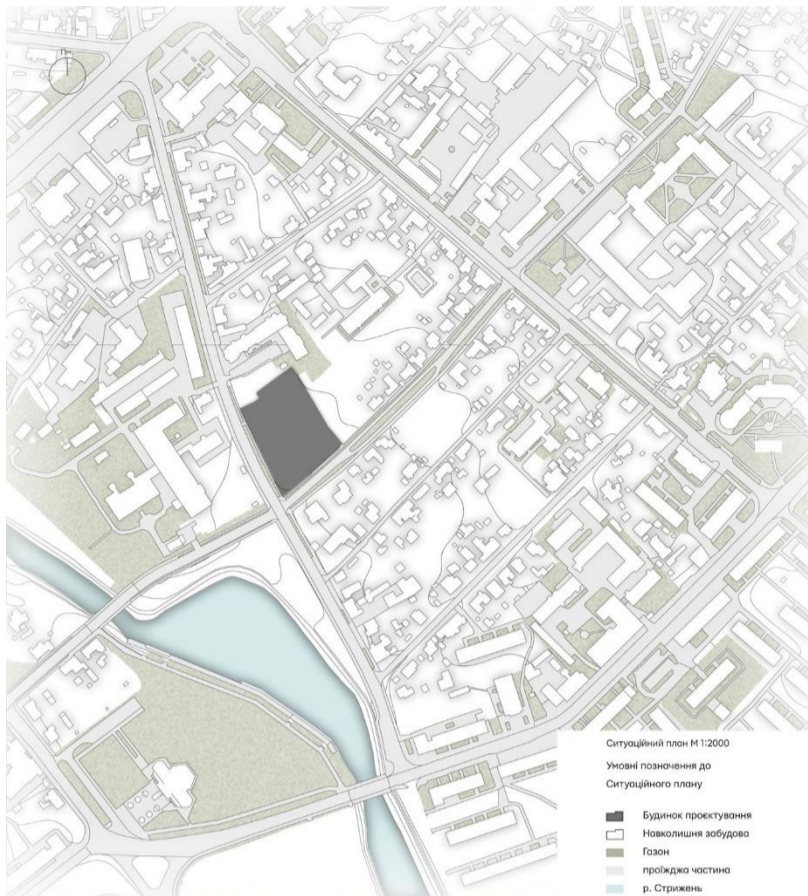 Ситуаційний план М 1:2000
Умовні позначення до
Ситуаційного плану
Будинок проєктування
Навколишня забудова
Газон
проїжджа частина
р. Стрижень